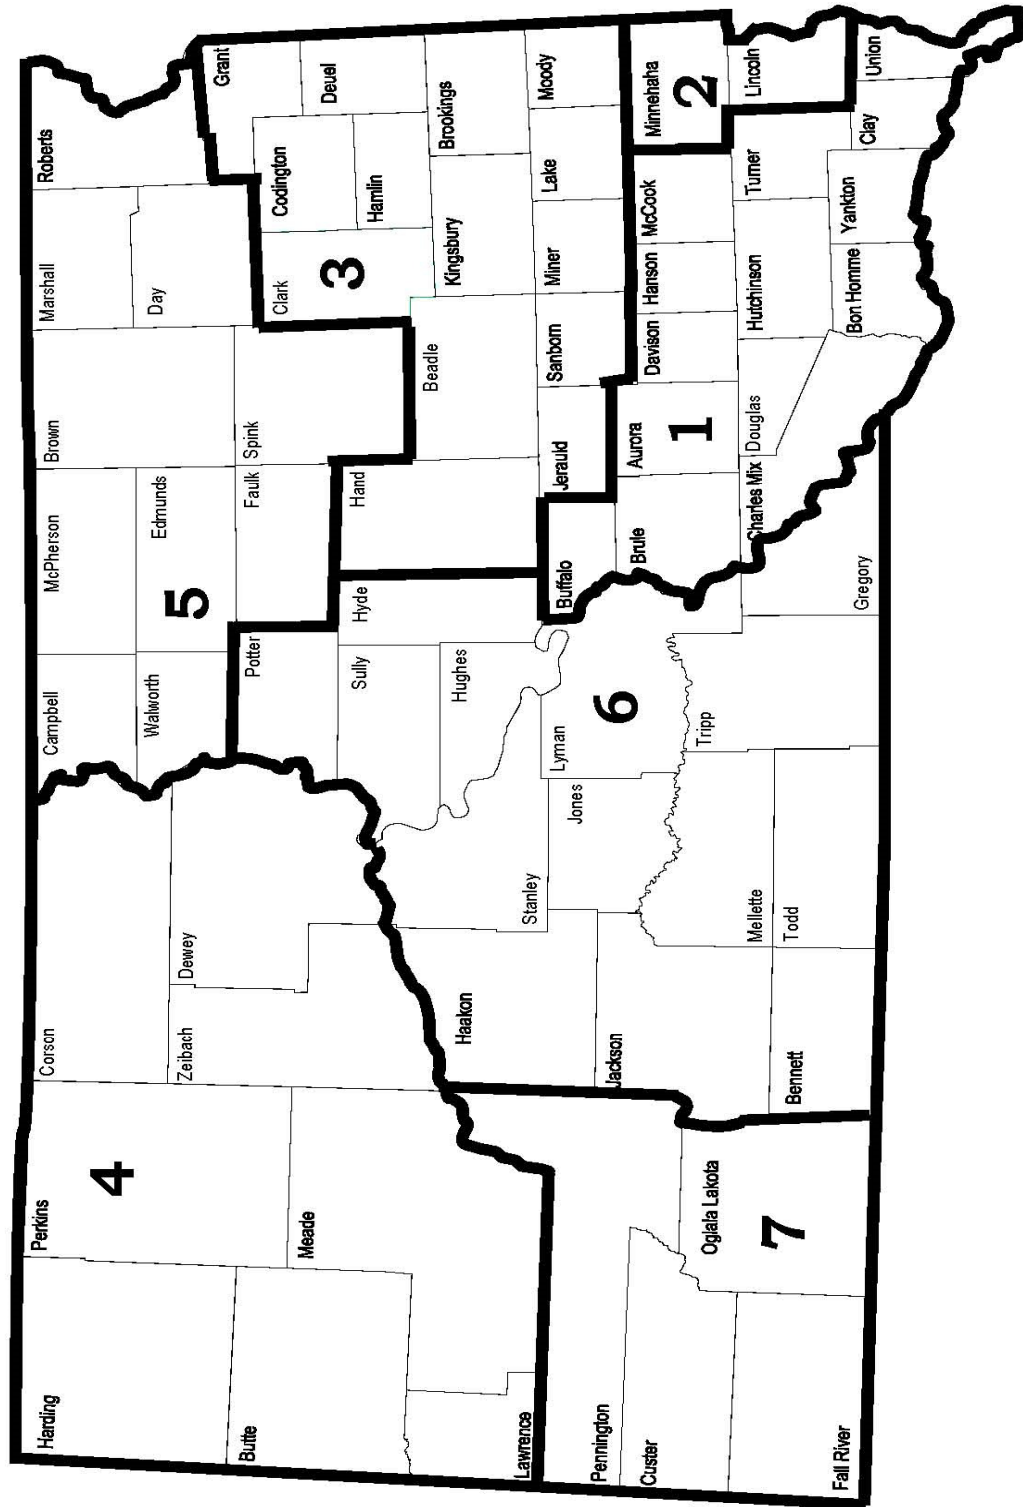 Harding
Perkins
Corson
Campbell
McPherson
Brown
Marshall
Roberts
4
Zeibach
Dewey
Walworth
Edmunds
5
Day
Grant
Butte
Meade
Potter
Faulk
Spink
Clark
Codington
Deuel
3
Hamlin
Sully
Hyde
Hand
Beadle
Kingsbury
Brookings
Lawrence
Haakon
Stanley
Hughes
Buffalo
Jerauld
Sanborn
Miner
Lake
Moody
Pennington
Jackson
Jones
Lyman
6
Brule
Aurora
1
Davison
Hanson
McCook
Minnehaha
2
Custer
Oglala Lakota
7
Mellette
Tripp
Charles Mix
Douglas
Hutchinson
Turner
Lincoln
Fall River
Bennett
Todd
Gregory
Bon Homme
Yankton
Clay
Union